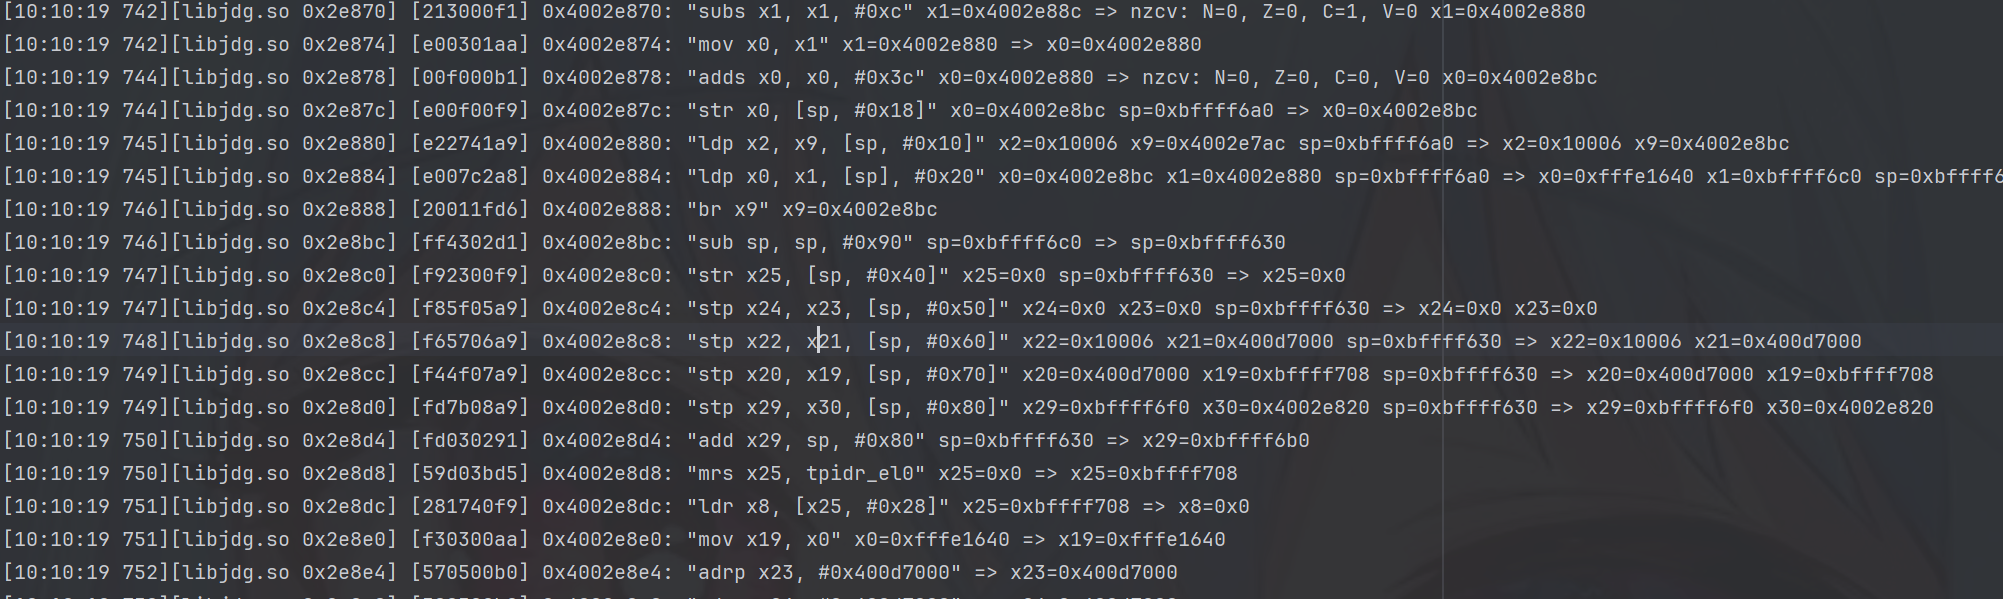 [10:10:19 742][libjdg.so 0x2e870] [213000f1] 0x4002e870: "subs x1, x1, #0xc" x1=0x4002e88c => nzcv: N=0, Z=0, C=1, V=0 x1=0x4002e880
[10:10:19 742][libjdg.so 0x2e874] [e00301aa] 0x4002e874: "mov x0, x1" x1=0x4002e880 => x0=0x4002e880
[10:10:19 744][libjdg.so 0x2e878] [00f000b1] 0x4002e878: "adds x0, x0, #0x3c" x0=0x4002e880 => nzcv: N=0, Z=0, C=0, V=0 x0=0x4002e8bc
[10:10:19 744][libjdg.so 0x2e87c] [e00f00f9] 0x4002e87c: "str x0, [sp, #0x18]" x0=0x4002e8bc sp=0xbffff6a0 => x0=0x4002e8bc
[10:10:19 745][libjdg.so 0x2e880] [e22741a9] 0x4002e880: "ldp x2, x9, [sp, #0x10]" x2=0x10006 x9=0x4002e7ac sp=0xbffff6a0 => x2=0x10006 x9=0x4002e8bc
[10:10:19 745][libjdg.so 0x2e884] [e007c2a8] 0x4002e884: "ldp x0, x1, [sp], #0x20" x0=0x4002e8bc x1=0x4002e880 sp=0xbffff6a0 => x0=0xfffe1640 x1=0xbffff6c0 sp=0xbffff6
[10:10:19 746][libjdg.so 0x2e888] [20011fd6] 0x4002e888: "br x9" x9=0x4002e8bc
[10:10:19 746][libjdg.so 0x2e8bc] [ff4302d1] 0x4002e8bc: "sub sp, sp, #0x90" sp=0xbffff6c0 => sp=0xbffff630
[10:10:19 747][libjdg.so 0x2e8c0] [f92300f9] 0x4002e8c0: "str x25, [sp, #0x40]" x25=0x0 sp=0xbffff630 => x25=0x0
[10:10:19 747][libjdg.so 0x2e8c4] [f85f05a9] 0x4002e8c4: "stp x24, x23, [sp, #0x50]" x24=0x0 x23=0x0 sp=0xbffff630 => x24=0x0 x23=0x0
[10:10:19 748][libjdg.so 0x2e8c8] [f65706a9] 0x4002e8c8: "stp x22, x21, [sp, #0x60]" x22=0x10006 x21=0x400d7000 sp=0xbffff630 => x22=0x10006 x21=0x400d7000
[10:10:19 749][libjdg.so 0x2e8cc] [f44f07a9] 0x4002e8cc: "stp x20, x19, [sp, #0x70]" x20=0x400d7000 x19=0xbffff708 sp=0xbffff630 => x20=0x400d7000 x19=0xbffff708
[10:10:19 749][libjdg.so 0x2e8d0] [fd7b08a9] 0x4002e8d0: "stp x29, x30, [sp, #0x80]" x29=0xbffff6f0 x30=0x4002e820 sp=0xbffff630 => x29=0xbffff6f0 x30=0x4002e820
[10:10:19 750][libjdg.so 0x2e8d4] [fd030291] 0x4002e8d4: "add x29, sp, #0x80" sp=0xbffff630 => x29=0xbffff6b0
[10:10:19 750][libjdg.so 0x2e8d8] [59d03bd5] 0x4002e8d8: "mrs x25, tpidr_el0" x25=0x0 => x25=0xbffff708
[10:10:19 751][libjdg.so 0x2e8dc] [281740f9] 0x4002e8dc: "ldr x8, [x25, #0x28]" x25=0xbffff708 => x8=0x0
[10:10:19 751][libjdg.so 0x2e8e0] [f30300aa] 0x4002e8e0: "mov x19, x0" x0=0xfffe1640 => x19=0xfffe1640
[10:10:19 752][libjdg.so 0x2e8e4] [570500b0] 0x4002e8e4: "adrp x23, #0x400d7000" => x23=0x400d7000